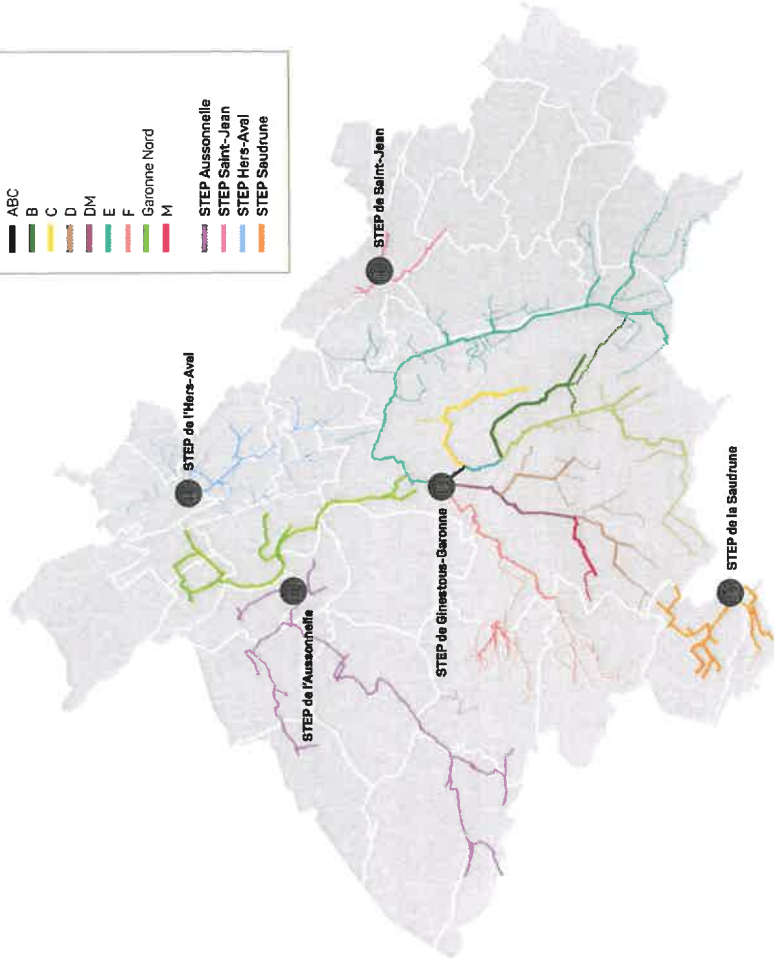 ABC
B
C
D
DM
E
F
Garonne Nord
M
STEP Aussonnelle
STEP Saint-Jean
STEP Hers-Aval
STEP Saudrune
STEP de Saint-Jean
STEP de l'Hers-Aval
STEP de l'Aussonnelle
STEP de Ginestous-Garonne
STEP de la Saudrune